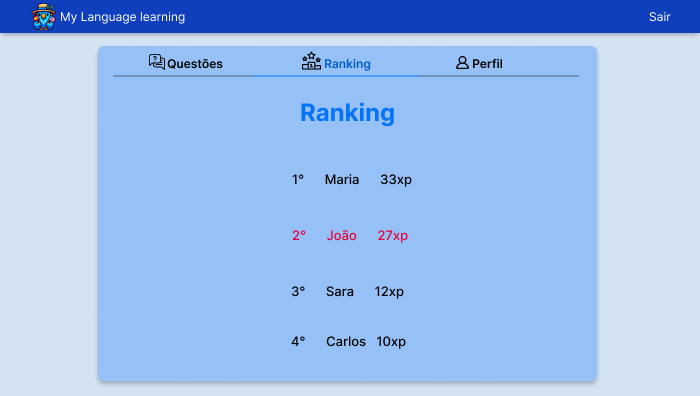 My Language learning Sair
Questões Ranking Perfil
Ranking
1° Maria 33xp
2° João 27xp
3° Sara 12xp
4° Carlos 10xp